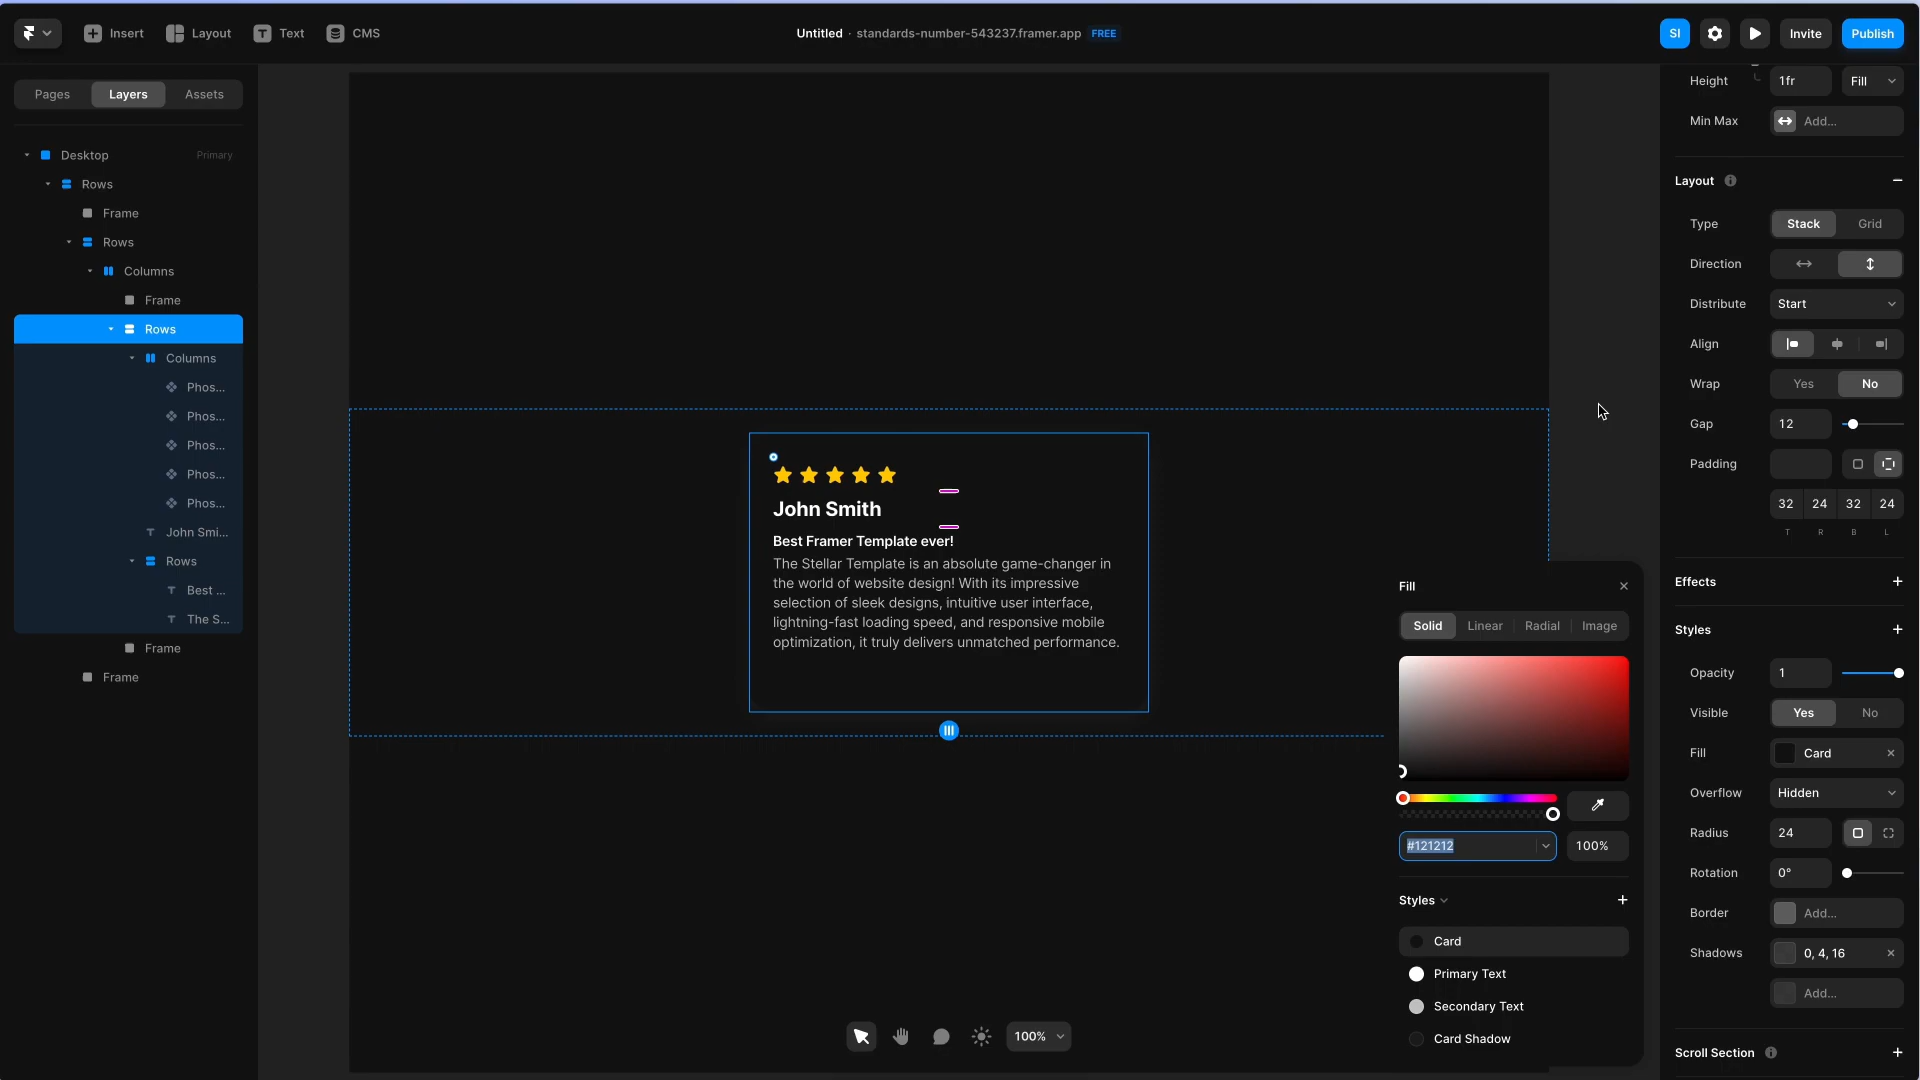 Insert
Layout
Text
CMS
Untitled · standards-number-543237.framer.app FREE
SI
Invite
Publish
Pages
Layers
Assets
Desktop
Primary
Rows
Frame
Rows
Columns
Frame
Rows
Columns
Phos...
Phos...
Phos...
Phos...
Phos...
John Smi...
Rows
Best ...
The S...
Frame
Frame
John Smith
Best Framer Template ever!
The Stellar Template is an absolute game-changer in
the world of website design! With its impressive
selection of sleek designs, intuitive user interface,
lightning-fast loading speed, and responsive mobile
optimization, it truly delivers unmatched performance.
100%
Fill
Solid
Linear
Radial
Image
#121212
100%
Styles
Card
Primary Text
Secondary Text
Card Shadow
Height
1fr
Fill
Min Max
Add...
Layout
Type
Stack
Grid
Direction
Distribute
Start
Align
Wrap
Yes
No
Gap
12
Padding
32 24 32 24
T R B L
Effects
Styles
Opacity
1
Visible
Yes
No
Fill
Card
Overflow
Hidden
Radius
24
Rotation
0°
Border
Add...
Shadows
0, 4, 16
Add...
Scroll Section